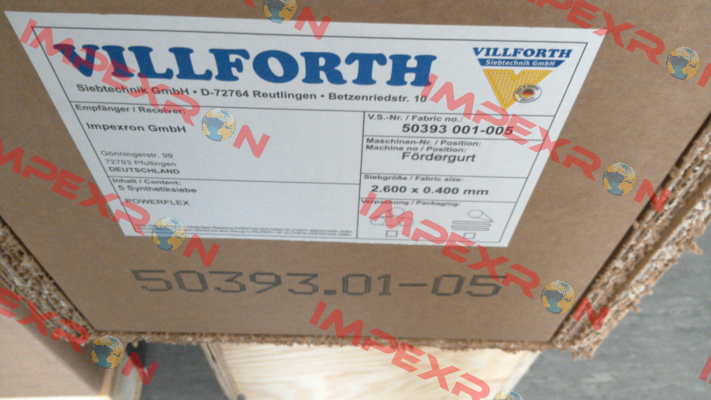 VILLFORTH
Siebtechnik GmbH • D-72764 Reutlingen • Betzenriedstr. 10
VILLFORTH
Siebtechnik GmbH
Empfänger / Receiver:
Impexron GmbH
Gönningerstr. 99
72793 Pfullingen
DEUTSCHLAND
Inhalt / Content:
5 Synthetiksiebe
POWERFLEX
V.S.-Nr. / Fabric no.:
50393 001-005
Maschinen-Nr. / Position:
Machine no / Position:
Fördergurt
Siebgröße / Fabric size:
2.600 x 0.400 mm
Verpackung / Packaging:
50393.01-05
IMPEXRON
IMPEXRON
IMPEXRON
IMPEXRON
IMPEXRON
IMPEXRON
IMPEXRON